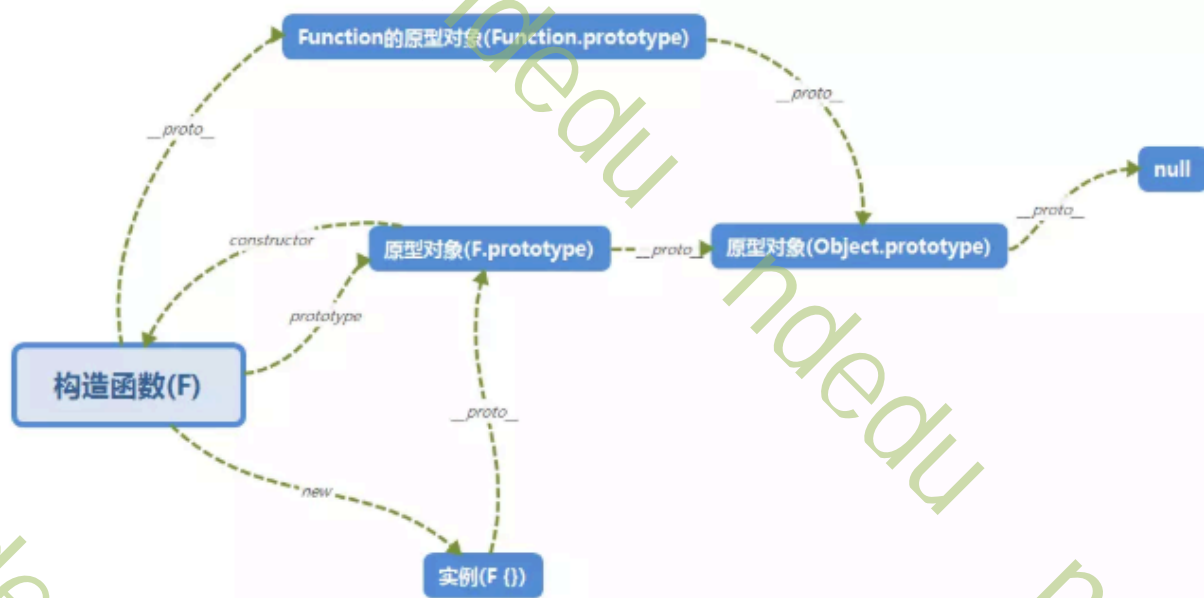 Function的原型对象(Function.prototype)
__proto__
__proto__
null
__proto__
constructor
原型对象(F.prototype)
__proto__
原型对象(Object.prototype)
prototype
构造函数(F)
__proto__
new
实例(F {})
ndedu
ndedu